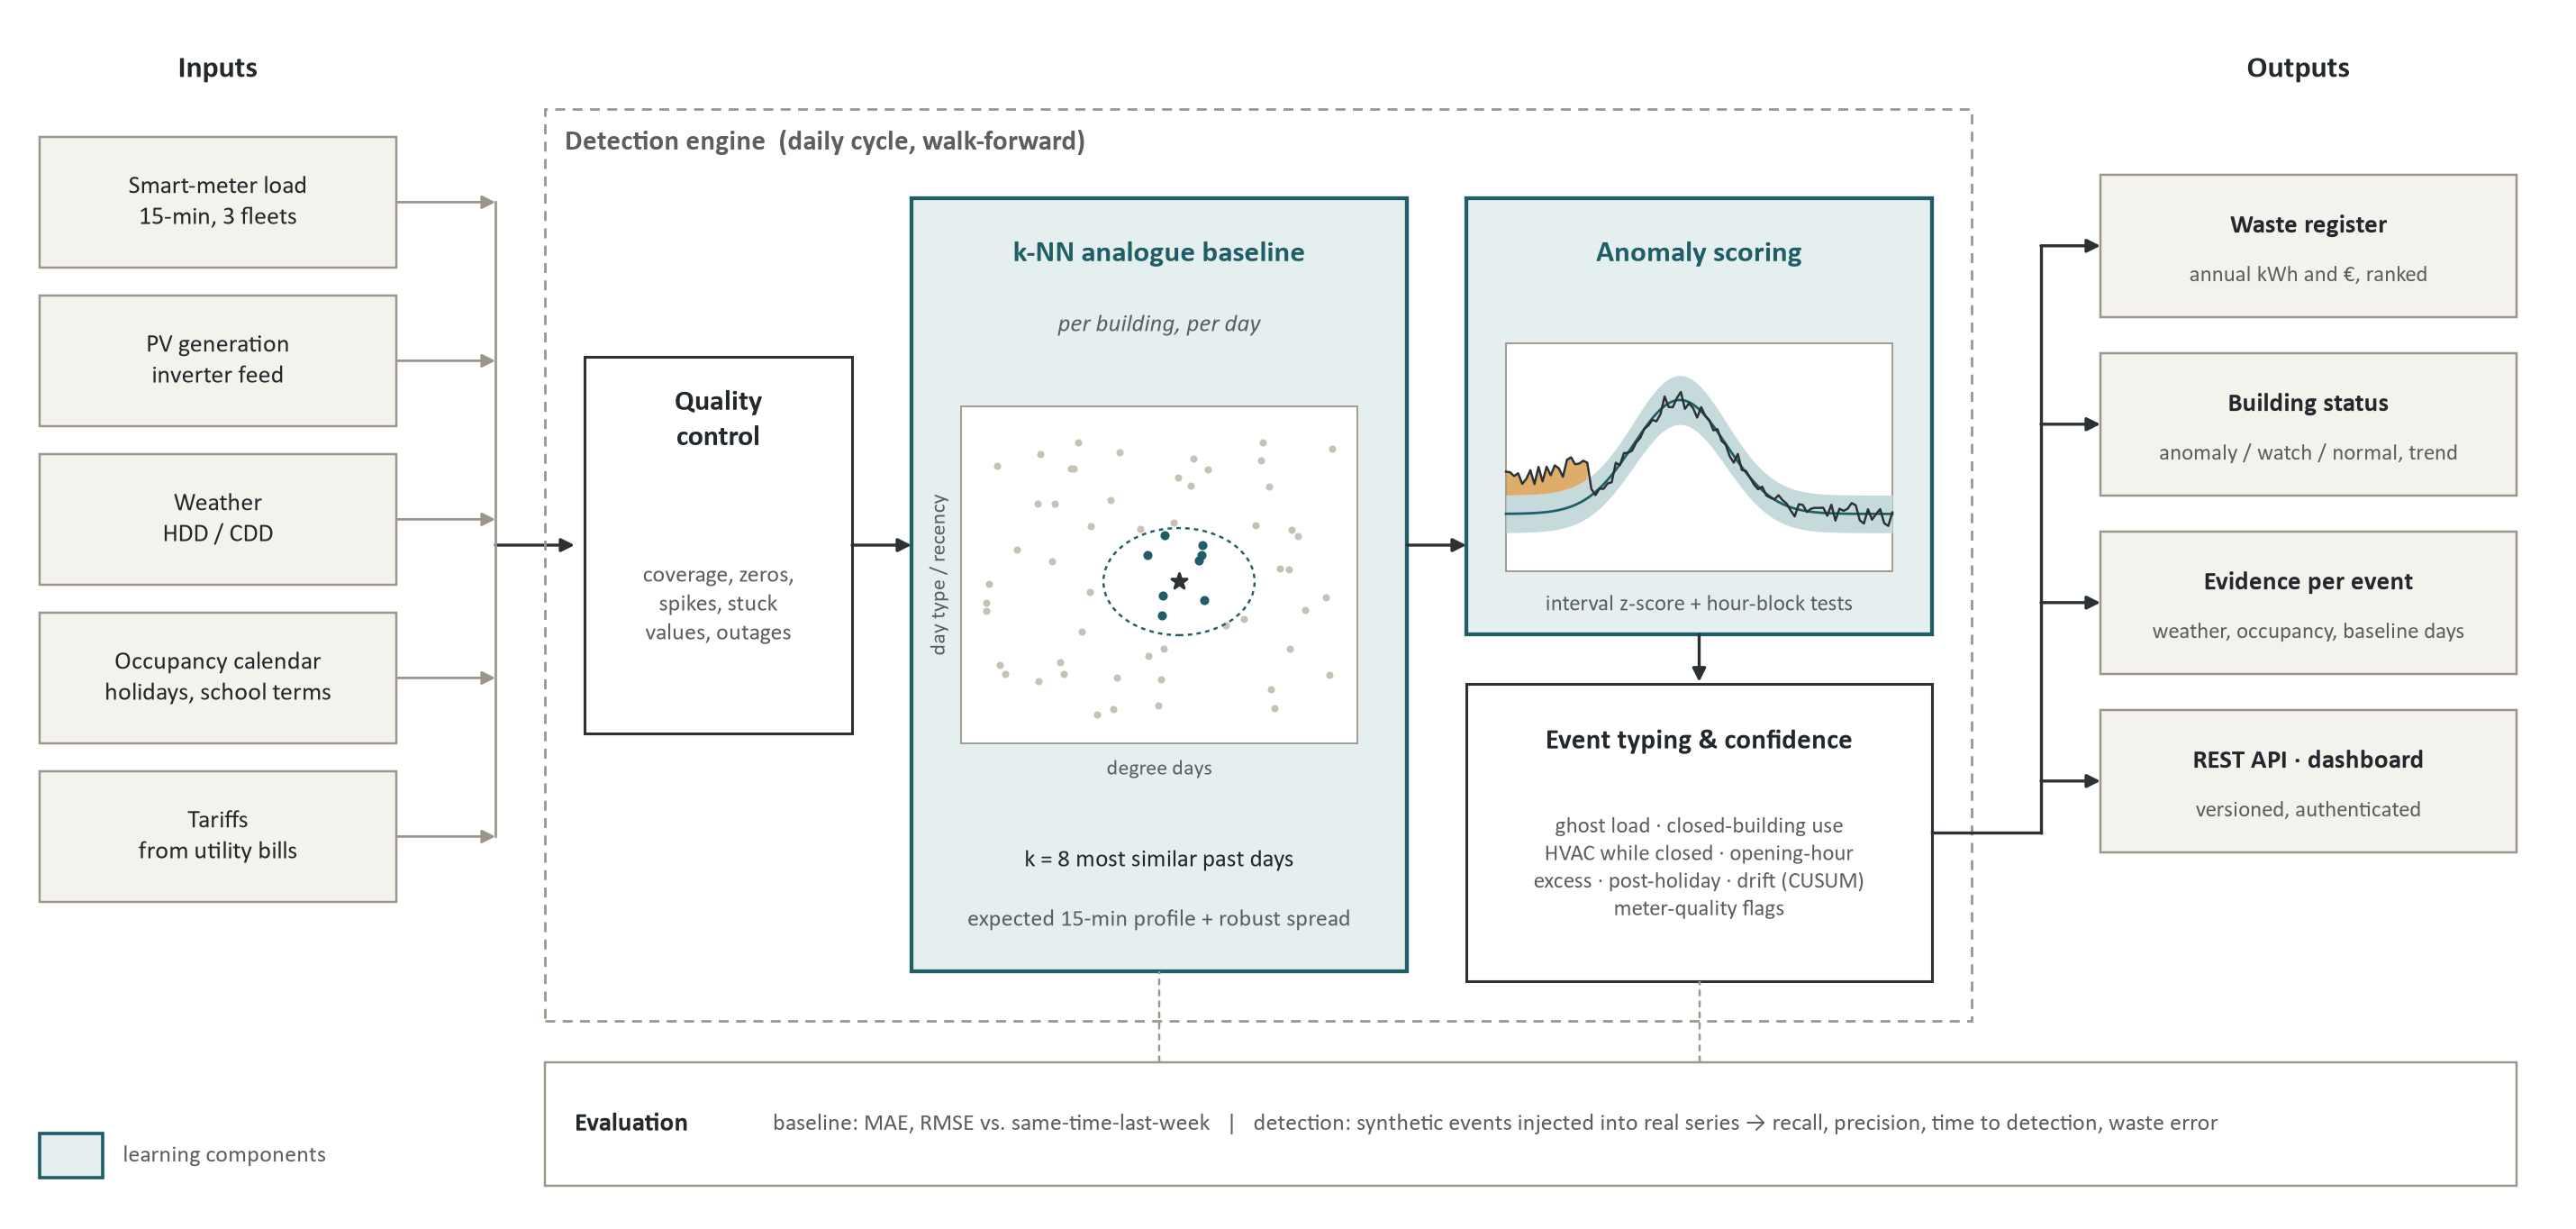 Inputs
Smart-meter load
15-min, 3 fleets
PV generation
inverter feed
Weather
HDD / CDD
Occupancy calendar
holidays, school terms
Tariffs
from utility bills
learning components
Detection engine (daily cycle, walk-forward)
Quality
control
coverage, zeros,
spikes, stuck
values, outages
k-NN analogue baseline
per building, per day
day type / recency
degree days
k = 8 most similar past days
expected 15-min profile + robust spread
Anomaly scoring
interval z-score + hour-block tests
Event typing & confidence
ghost load · closed-building use
HVAC while closed · opening-hour
excess · post-holiday · drift (CUSUM)
meter-quality flags
Outputs
Waste register
annual kWh and €, ranked
Building status
anomaly / watch / normal, trend
Evidence per event
weather, occupancy, baseline days
REST API · dashboard
versioned, authenticated
Evaluation
baseline: MAE, RMSE vs. same-time-last-week | detection: synthetic events injected into real series → recall, precision, time to detection, waste error